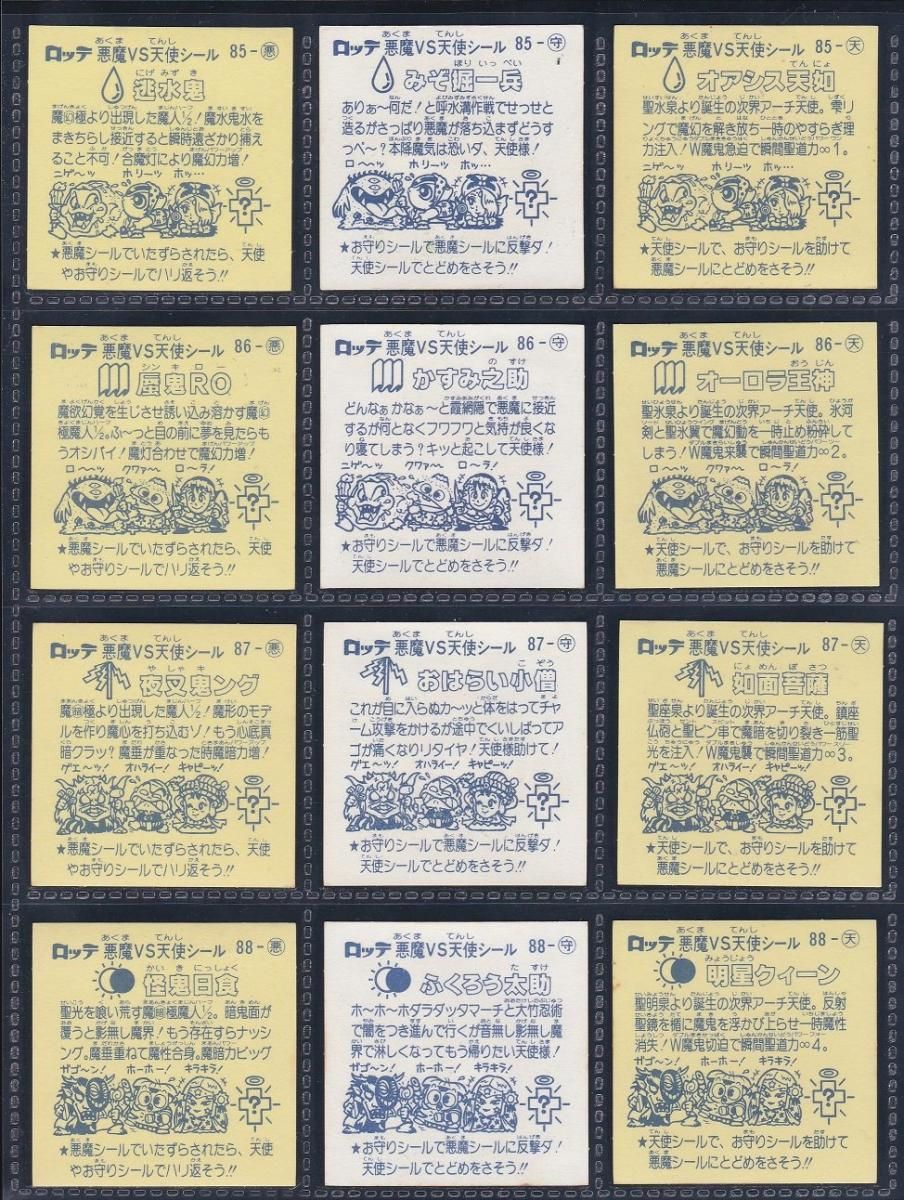 ロッテ 悪魔VS天使シール 85-悪
逃水鬼
魔幻極より出現した魔人½！魔水鬼水を
まきちらし接近すると瞬時遠ざかり捕え
ること不可！合魔灯により魔幻力増！
ニゲ〜ッ ホリーッ ホッ…
★悪魔シールでいたずらされたら、天使
やお守りシールでハリ返そう!!
ロッテ 悪魔VS天使シール 85-守
みぞ堀一兵
ありぁ〜何だ！と呼水溝作戦でせっせと
造るがさっぱり悪魔が落ち込まずどうす
っぺ〜？本降魔気は恐いダ、天使様！
ロ〜〜ッ ホリーッ ホッ…
★お守りシールで悪魔シールに反撃ダ！
天使シールでとどめをさそう!!
ロッテ 悪魔VS天使シール 85-天
オアシス天如
聖水泉より誕生の次界アーチ天使。雫リ
ングで魔幻を解き放ち一時のやすらぎ理
力注入！W魔鬼急迫で瞬間聖道力∞1。
ニゲ〜ッ ホリーッ ホッ…
★天使シールで、お守りシールを助けて
悪魔シールにとどめをさそう!!
ロッテ 悪魔VS天使シール 86-悪
蜃鬼RO
魔欲幻覚を生じさせ誘い込み溶かす魔幻
極魔人½。ふ〜っと目の前に夢を見たらも
うオシバイ！魔灯合わせで魔幻力増！
ロ〜〜ッ クワァ〜 ロ〜ラ！
★悪魔シールでいたずらされたら、天使
やお守りシールでハリ返そう!!
ロッテ 悪魔VS天使シール 86-守
かすみ之助
どんなぁ かなぁ〜と霞網隠で悪魔に接近
するが何となくフワフワと気持が良くな
り寝てしまう？キッと起こして天使様！
ニゲ〜ッ クワァ〜 ロ〜ラ！
★お守りシールで悪魔シールに反撃ダ！
天使シールでとどめをさそう!!
ロッテ 悪魔VS天使シール 86-天
オーロラ王神
聖氷泉より誕生の次界アーチ天使。氷河
剣と聖氷翼で魔幻動を一時止め粉砕して
しまう！W魔鬼来襲で瞬間聖道力∞2。
ロ〜ッ クワァ〜 ロ〜ラ！
★天使シールで、お守りシールを助けて
悪魔シールにとどめをさそう!!
ロッテ 悪魔VS天使シール 87-悪
夜叉鬼ング
魔暗極より出現した魔人½！魔形のモデ
ルを作り魔心を打ち込むゾ！もう心底真
暗クラッ？魔垂が重なった時魔暗力増！
ゲエ〜ッ！ オハライー！ キャピーッ！
★悪魔シールでいたずらされたら、天使
やお守りシールでハリ返そう!!
ロッテ 悪魔VS天使シール 87-守
おはらい小僧
これが目に入らぬカーッと体をはってチャ
ーム攻撃をかけるが途中でくいしばってア
ゴが痛くなりリタイヤ！天使様助けて！
ゲエ〜ッ！ オハライー！ キャピーッ！
★お守りシールで悪魔シールに反撃ダ！
天使シールでとどめをさそう!!
ロッテ 悪魔VS天使シール 87-天
如面菩薩
聖座泉より誕生の次界アーチ天使。鎮座
仏砲と聖ピン串で魔暗を切り裂き一筋聖
光を注入！W魔鬼襲で瞬間聖道力∞3。
ゲエ〜ッ！ オハライー！ キャピーッ！
★天使シールで、お守りシールを助けて
悪魔シールにとどめをさそう!!
ロッテ 悪魔VS天使シール 88-悪
怪鬼日食
聖光を喰い荒す魔暗極魔人½。暗鬼面が
覆うと影無し魔界！もう存在すらナッシ
ング。魔垂重ねて魔性合身。魔暗力ビッグ
ガゴ〜ン！ ホーホー！ キラキラ！
★悪魔シールでいたずらされたら、天使
やお守りシールでハリ返そう!!
ロッテ 悪魔VS天使シール 88-守
ふくろう太助
ホ〜ホ〜ホダラダッタマーチと大竹忍術
で闇をつき進んで行くが音無し影無し魔
界で淋しくなってもう帰りたい天使様！
ガゴ〜ン！ ホーホー！ キラキラ！
★お守りシールで悪魔シールに反撃ダ！
天使シールでとどめをさそう!!
ロッテ 悪魔VS天使シール 88-天
明星クィーン
聖明泉より誕生の次界アーチ天使。反射
聖鏡を楯に魔鬼を浮かび上らせ一時魔性
消失！W魔鬼切迫で瞬間聖道力∞4。
ガゴ〜ン！ ホーホー！ キラキラ！
★天使シールで、お守りシールを助けて
悪魔シールにとどめをさそう!!